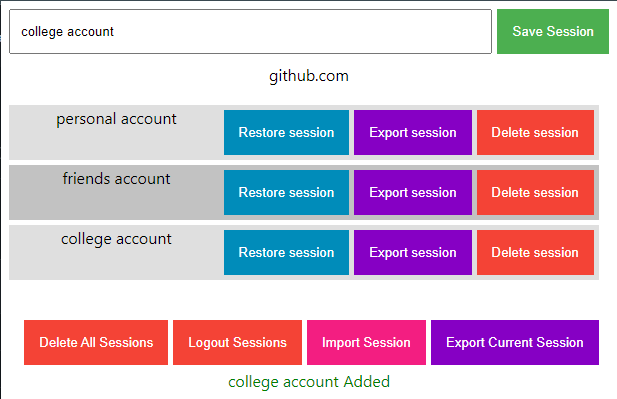 college account Save Session
github.com
personal account Restore session Export session Delete session
friends account Restore session Export session Delete session
college account Restore session Export session Delete session
Delete All Sessions Logout Sessions Import Session Export Current Session
college account Added